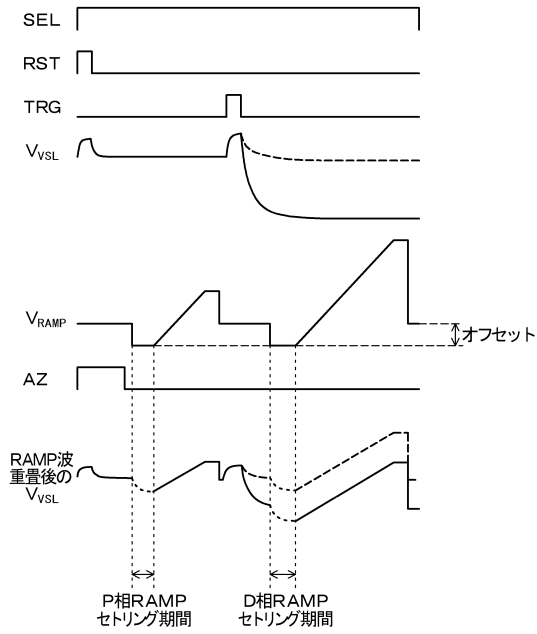 SEL
RST
TRG
VVSL
VRAMP
オフセット
AZ
RAMP波
重畳後の
VVSL
P相RAMP
セトリング期間
D相RAMP
セトリング期間